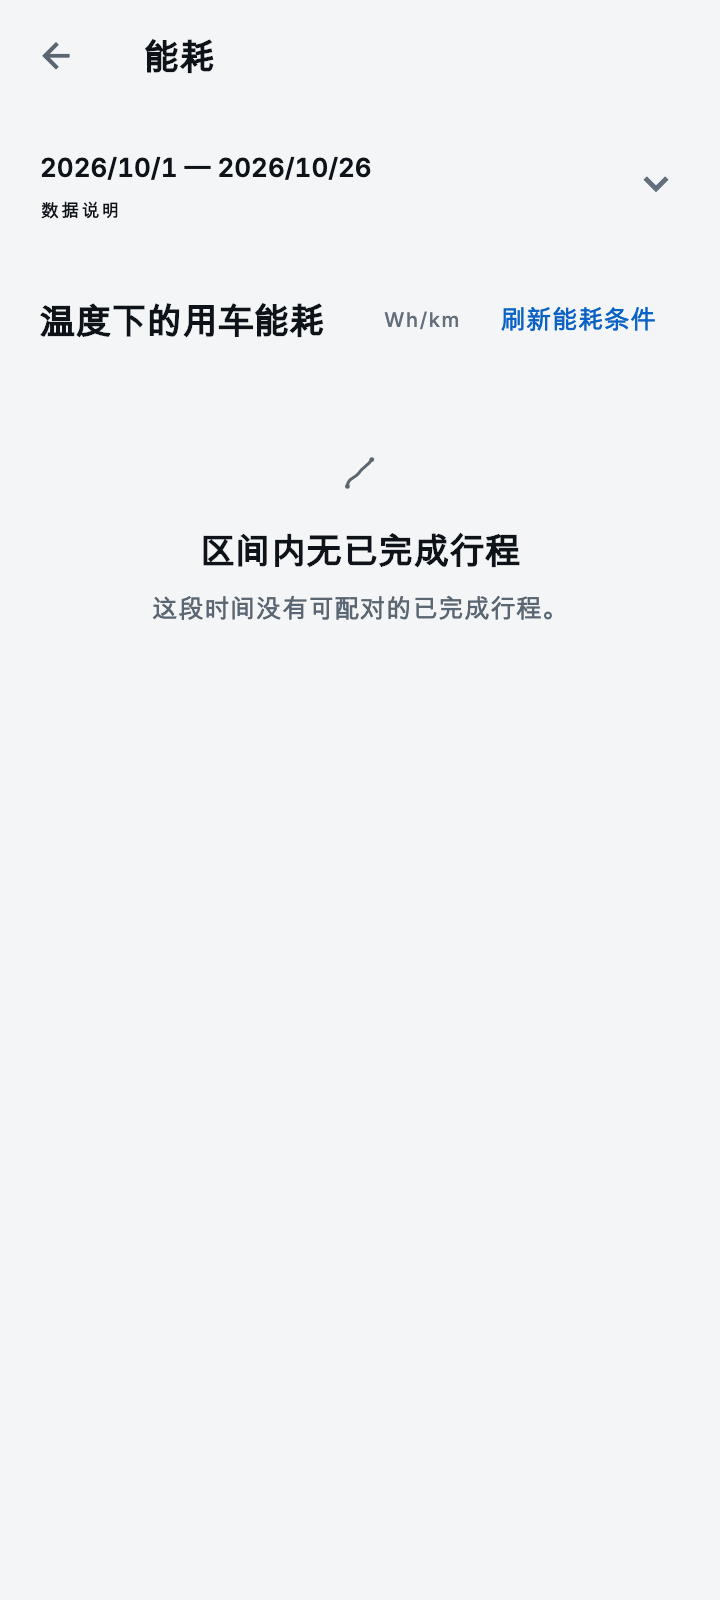 能耗
2026/10/1 — 2026/10/26
数据说明
温度下的用车能耗 Wh/km 刷新能耗条件
区间内无已完成行程
这段时间没有可配对的已完成行程。